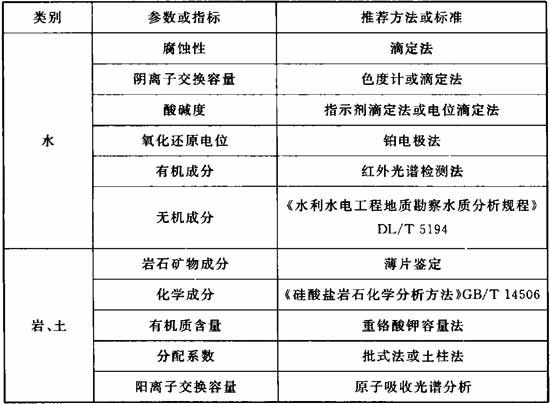 类别 参数或指标 推荐方法或标准
水 腐蚀性 滴定法
阴离子交换容量 色度计或滴定法
酸碱度 指示剂滴定法或电位滴定法
氧化还原电位 铂电极法
有机成分 红外光谱检测法
无机成分 《水利水电工程地质勘察水质分析规程》
DL/T 5194
岩、土 岩石矿物成分 薄片鉴定
化学成分 《硅酸盐岩石化学分析方法》GB/T 14506
有机质含量 重铬酸钾容量法
分配系数 批式法或土柱法
阳离子交换容量 原子吸收光谱分析